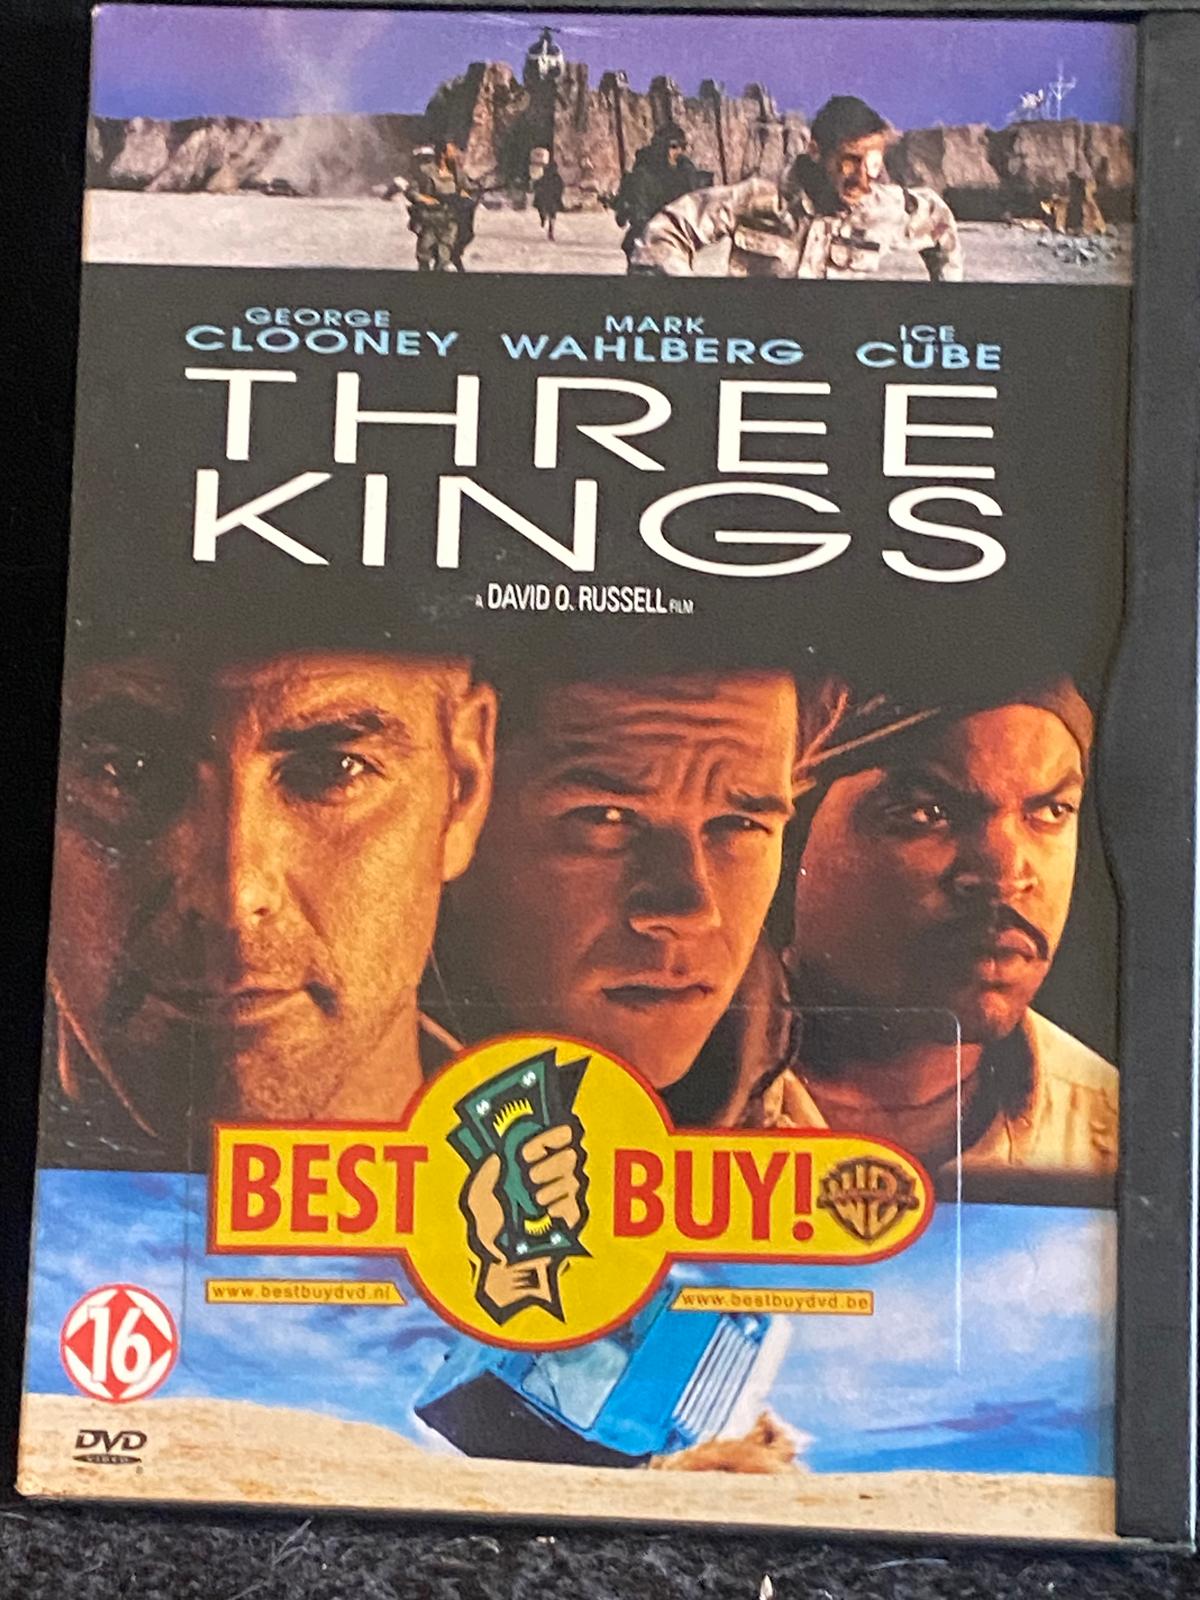 GEORGE MARK ICE
CLOONEY WAHLBERG CUBE
THREE
KINGS
A DAVID O. RUSSELL FILM
BEST BUY!
www.bestbuydvd.nl www.bestbuydvd.be
16
DVD
VIDEO